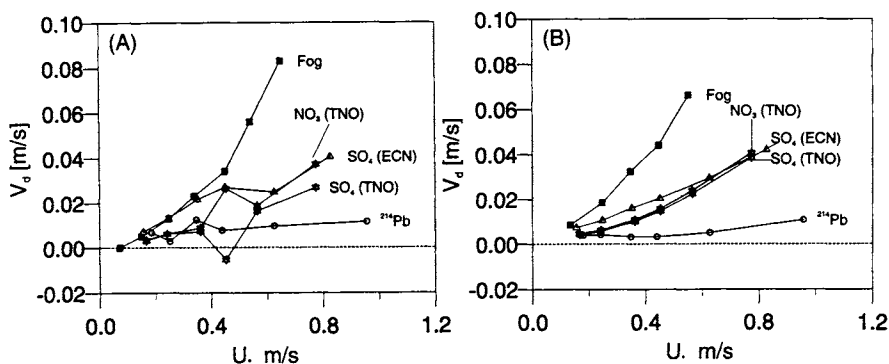 (A)
V_d [m/s]
0.10
0.08
0.06
0.04
0.02
0.00
-0.02
Fog
NO₃ (TNO)
SO₄ (ECN)
SO₄ (TNO)
²¹⁴Pb
0.0 0.4 0.8 1.2
U. m/s
(B)
V_d [m/s]
0.10
0.08
0.06
0.04
0.02
0.00
-0.02
Fog
NO₃ (TNO)
SO₄ (ECN)
SO₄ (TNO)
²¹⁴Pb
0.0 0.4 0.8 1.2
U. m/s